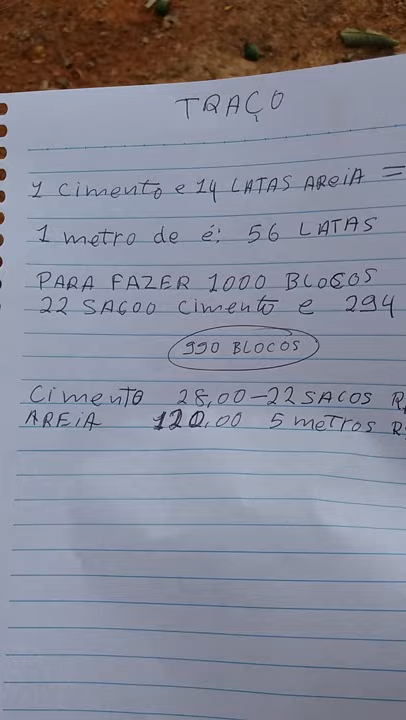 TRAÇO
1 cimento e 14 LATAS AREIA =
1 metro de é: 56 LATAS
PARA FAZER 1000 BLOCOS
22 SACOO cimento e 294
990 BLOCOS
Cimento 28,00-22 SACOS R
AREIA 120,00 5 metros R